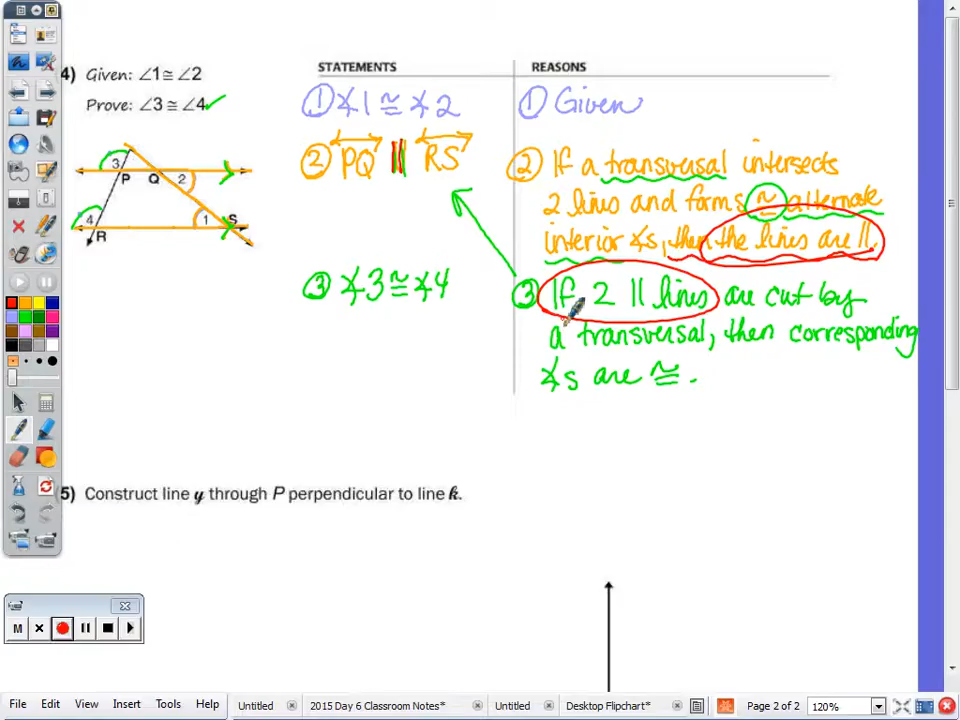 4) Given: ∠1 ≅ ∠2
Prove: ∠3 ≅ ∠4 ✓
STATEMENTS
REASONS
① ∡1 ≅ ∡2
① Given
② PQ || RS
② If a transversal intersects
2 lines and forms ≅ alternate
interior ∡s, then the lines are ||.
③ ∡3 ≅ ∡4
③ If 2 || lines are cut by
a transversal, then corresponding
∡s are ≅.
3
P
Q
2
4
R
1
S
(5) Construct line y through P perpendicular to line k.
M
File Edit View Insert Tools Help
Untitled
2015 Day 6 Classroom Notes*
Untitled
Desktop Flipchart*
Page 2 of 2
120%